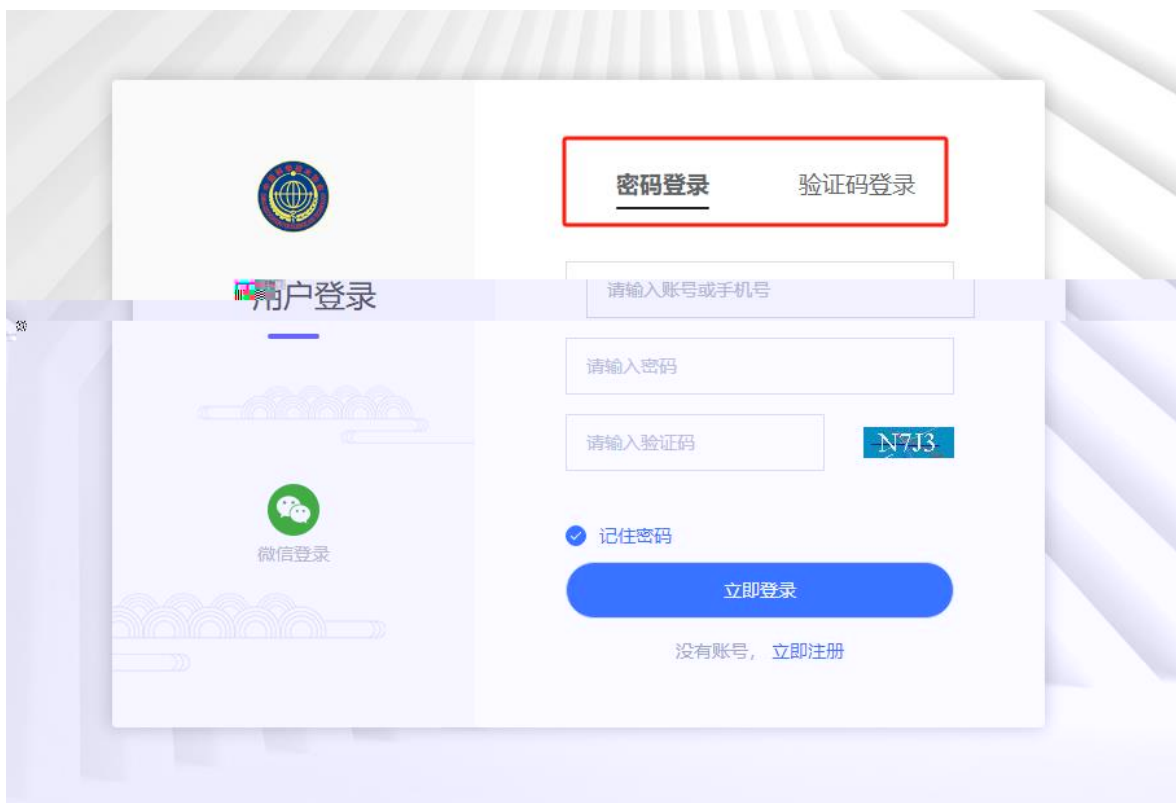 密码登录 验证码登录
用户登录
请输入账号或手机号
请输入密码
请输入验证码 N7J3
微信登录
记住密码
立即登录
没有账号，立即注册